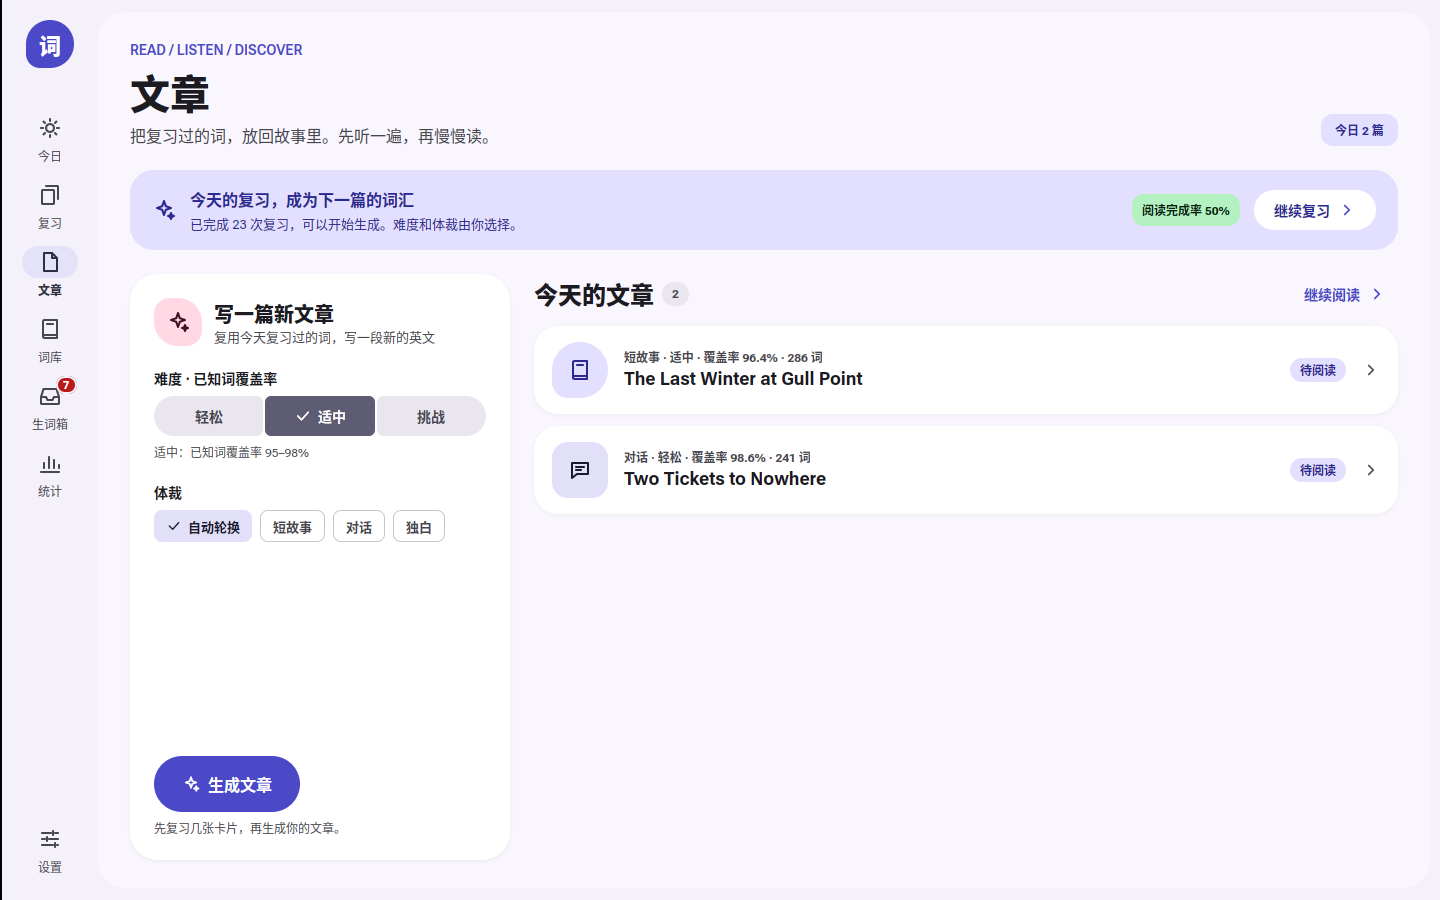 词
今日
复习
文章
词库
7
生词箱
统计
设置
READ / LISTEN / DISCOVER
文章
把复习过的词，放回故事里。先听一遍，再慢慢读。
今日 2 篇
今天的复习，成为下一篇的词汇
已完成 23 次复习，可以开始生成。难度和体裁由你选择。
阅读完成率 50%
继续复习
写一篇新文章
复用今天复习过的词，写一段新的英文
难度 · 已知词覆盖率
轻松
适中
挑战
适中：已知词覆盖率 95–98%
体裁
自动轮换
短故事
对话
独白
生成文章
先复习几张卡片，再生成你的文章。
今天的文章 2
继续阅读
短故事 · 适中 · 覆盖率 96.4% · 286 词
The Last Winter at Gull Point
待阅读
对话 · 轻松 · 覆盖率 98.6% · 241 词
Two Tickets to Nowhere
待阅读